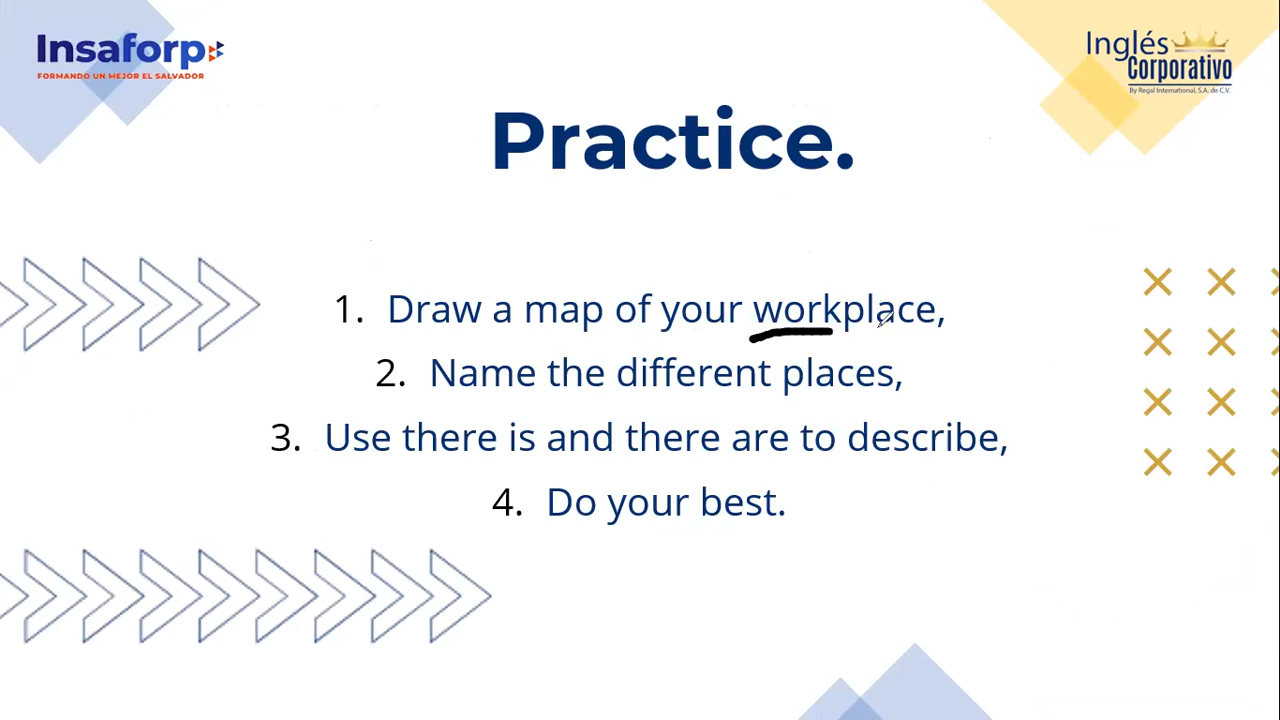 Insaforp
FORMANDO UN MEJOR EL SALVADOR
Inglés
Corporativo
By Regal International, S.A. de C.V.
Practice.
1. Draw a map of your workplace,
2. Name the different places,
3. Use there is and there are to describe,
4. Do your best.